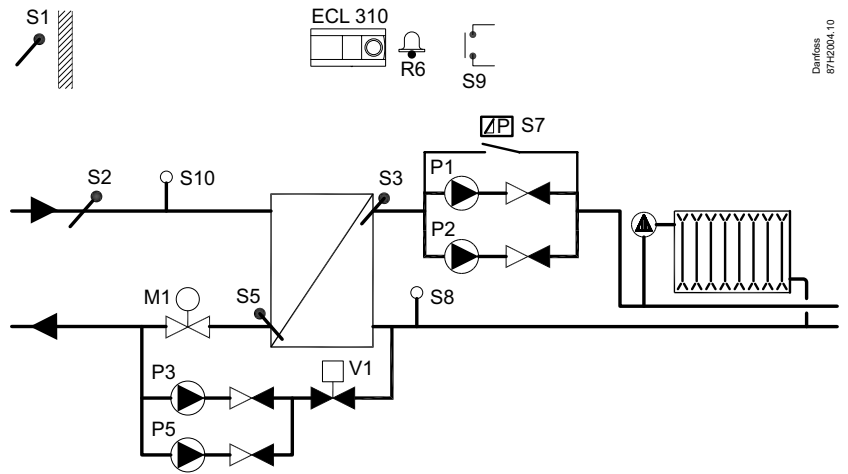 S1
ECL 310
R6
S9
Danfoss
87H2004.10
ΔP S7
P1
S2
S10
S3
P2
M1
S5
S8
P3
V1
P5